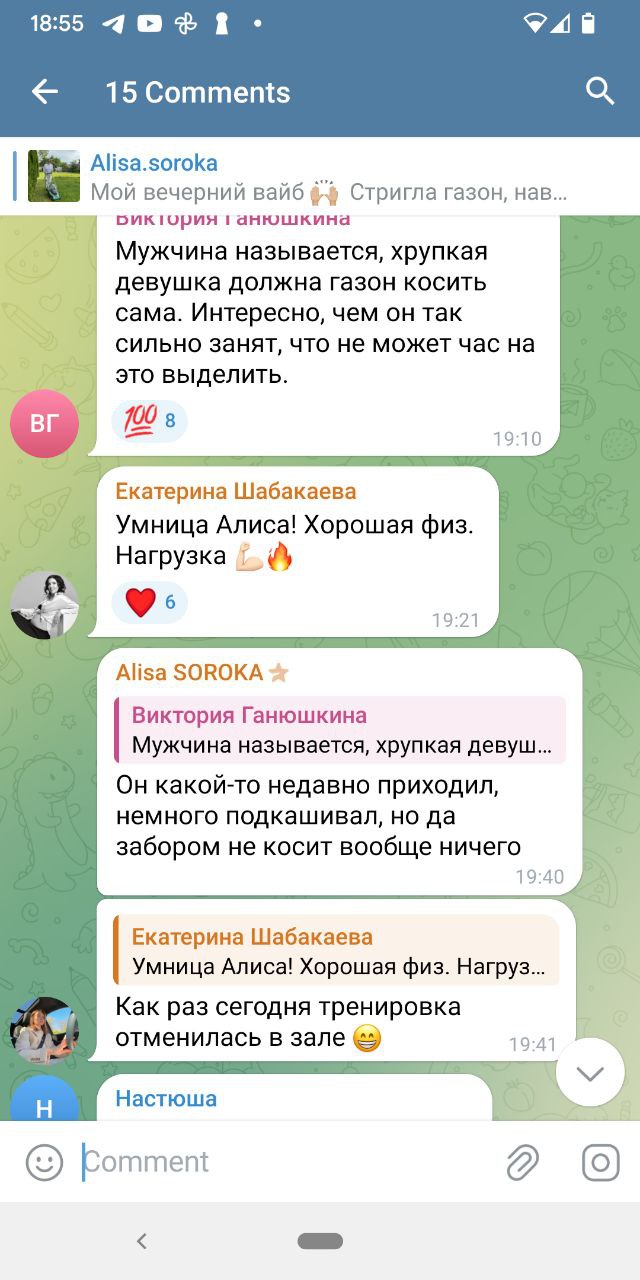 18:55
15 Comments
Alisa.soroka
Мой вечерний вайб 🙌🏼 Стригла газон, нав...
Виктория Ганюшкина
Мужчина называется, хрупкая
девушка должна газон косить
сама. Интересно, чем он так
сильно занят, что не может час на
это выделить.
ВГ
💯 8
19:10
Екатерина Шабакаева
Умница Алиса! Хорошая физ.
Нагрузка 💪🏻🔥
❤️ 6
19:21
Alisa SOROKA
Виктория Ганюшкина
Мужчина называется, хрупкая девуш...
Он какой-то недавно приходил,
немного подкашивал, но да
забором не косит вообще ничего
19:40
Екатерина Шабакаева
Умница Алиса! Хорошая физ. Нагруз...
Как раз сегодня тренировка
отменилась в зале 😁
19:41
Н
Настюша
Comment